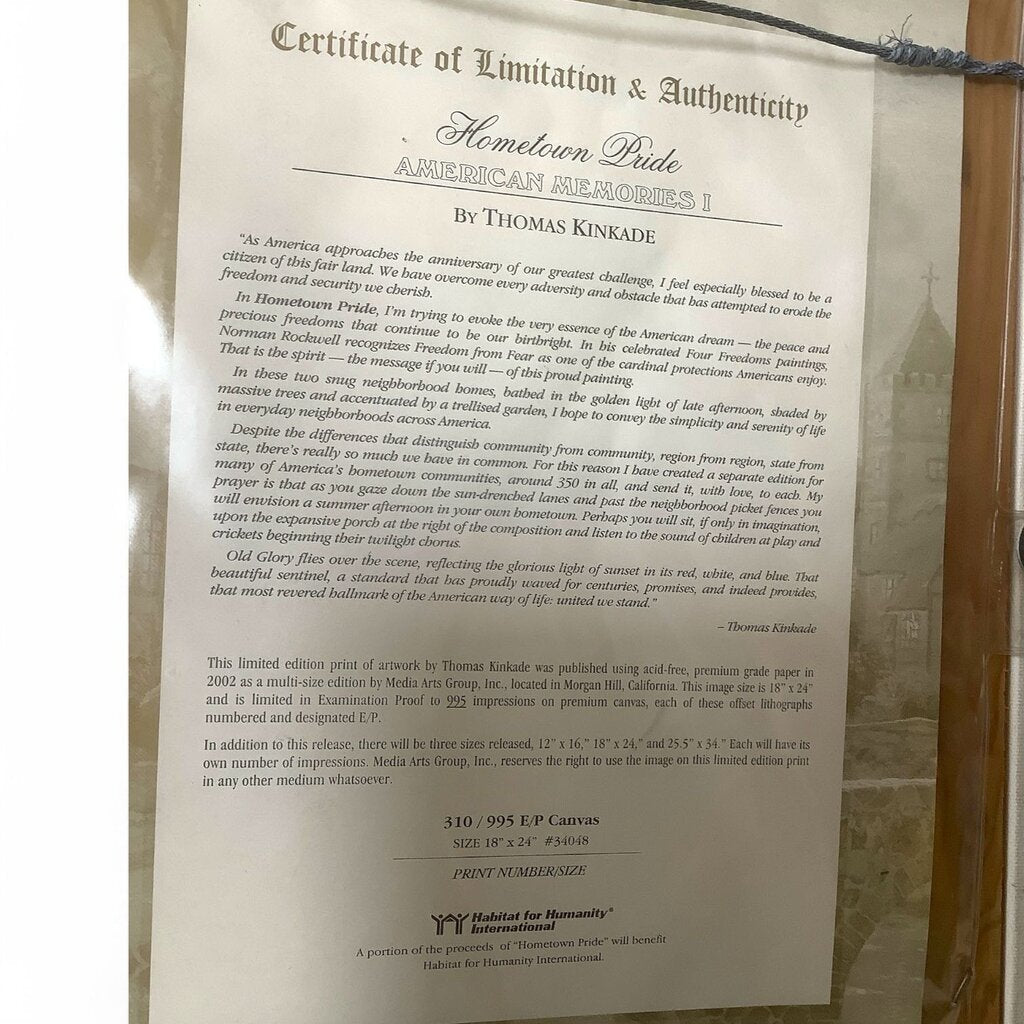 Certificate of Limitation & Authenticity
Hometown Pride
AMERICAN MEMORIES I
BY THOMAS KINKADE
"As America approaches the anniversary of our greatest challenge, I feel especially blessed to be a
citizen of this fair land. We have overcome every adversity and obstacle that has attempted to erode the
freedom and security we cherish.
In Hometown Pride, I'm trying to evoke the very essence of the American dream — the peace and
precious freedoms that continue to be our birthright. In his celebrated Four Freedoms paintings,
Norman Rockwell recognizes Freedom from Fear as one of the cardinal protections Americans enjoy.
That is the spirit — the message if you will — of this proud painting.
In these two snug neighborhood homes, bathed in the golden light of late afternoon, shaded by
massive trees and accentuated by a trellised garden, I hope to convey the simplicity and serenity of life
in everyday neighborhoods across America.
Despite the differences that distinguish community from community, region from region, state from
state, there's really so much we have in common. For this reason I have created a separate edition for
many of America's hometown communities, around 350 in all, and send it, with love, to each. My
prayer is that as you gaze down the sun-drenched lanes and past the neighborhood picket fences you
will envision a summer afternoon in your own hometown. Perhaps you will sit, if only in imagination,
upon the expansive porch at the right of the composition and listen to the sound of children at play and
crickets beginning their twilight chorus.
Old Glory flies over the scene, reflecting the glorious light of sunset in its red, white, and blue. That
beautiful sentinel, a standard that has proudly waved for centuries, promises, and indeed provides,
that most revered hallmark of the American way of life: united we stand."
– Thomas Kinkade
This limited edition print of artwork by Thomas Kinkade was published using acid-free, premium grade paper in
2002 as a multi-size edition by Media Arts Group, Inc., located in Morgan Hill, California. This image size is 18" x 24"
and is limited in Examination Proof to 995 impressions on premium canvas, each of these offset lithographs
numbered and designated E/P.
In addition to this release, there will be three sizes released, 12" x 16," 18" x 24," and 25.5" x 34." Each will have its
own number of impressions. Media Arts Group, Inc., reserves the right to use the image on this limited edition print
in any other medium whatsoever.
310 / 995 E/P Canvas
SIZE 18" x 24" #34048
PRINT NUMBER/SIZE
Habitat for Humanity®
International
A portion of the proceeds of "Hometown Pride" will benefit
Habitat for Humanity International.